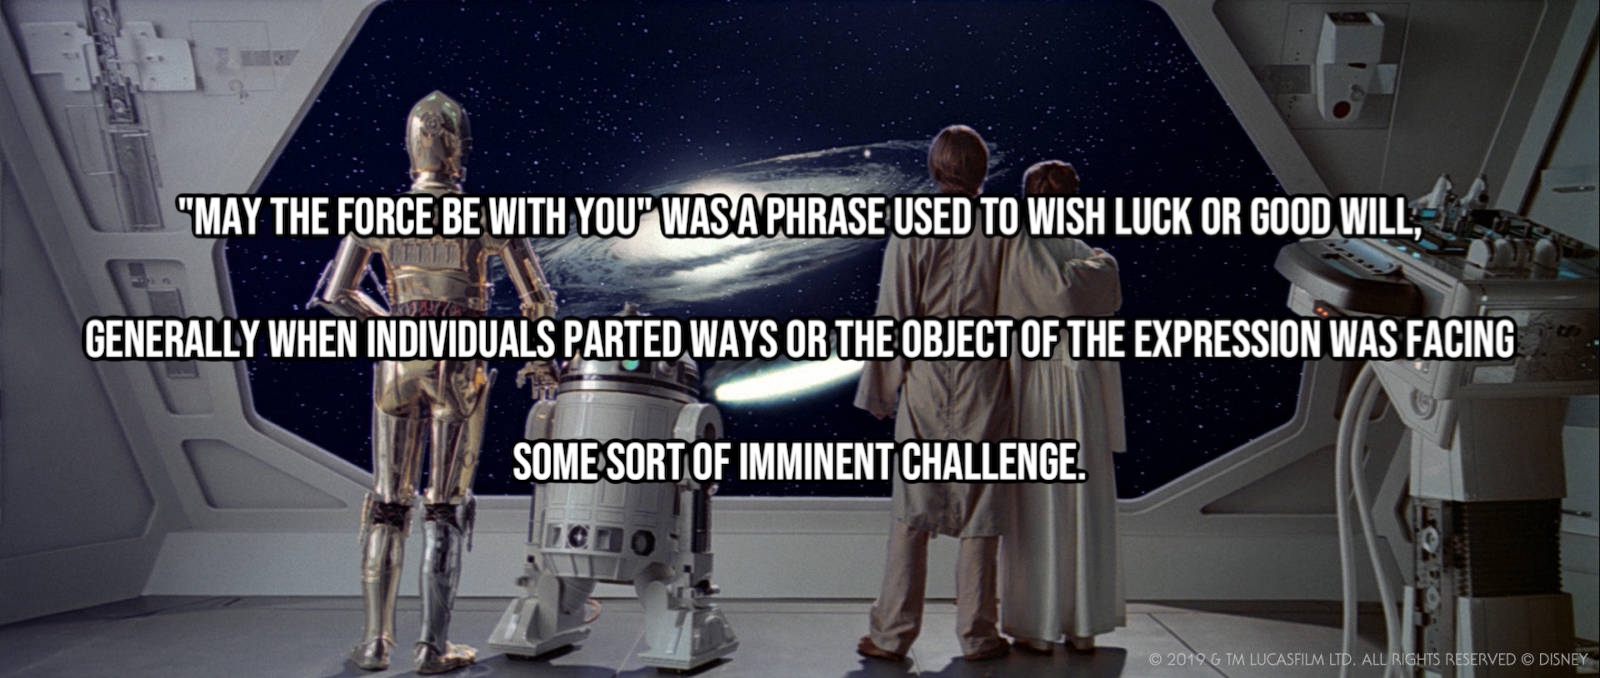 "MAY THE FORCE BE WITH YOU" WAS A PHRASE USED TO WISH LUCK OR GOOD WILL,
GENERALLY WHEN INDIVIDUALS PARTED WAYS OR THE OBJECT OF THE EXPRESSION WAS FACING
SOME SORT OF IMMINENT CHALLENGE.
© 2019 & TM LUCASFILM LTD. ALL RIGHTS RESERVED © DISNEY